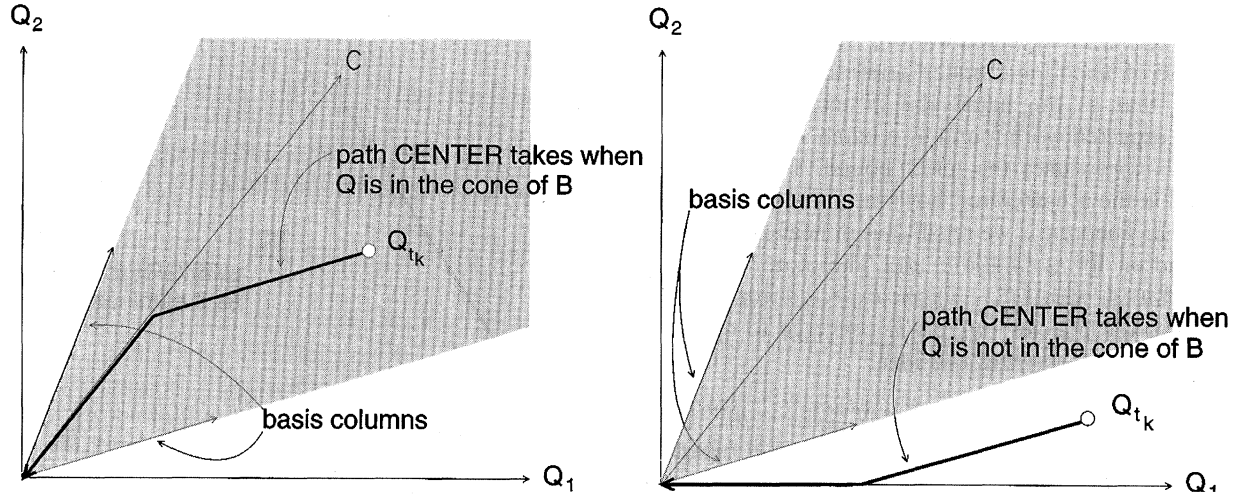 Q2
C
path CENTER takes when
Q is in the cone of B
Qtk
basis columns
Q1
Q2
C
basis columns
path CENTER takes when
Q is not in the cone of B
Qtk
Q1